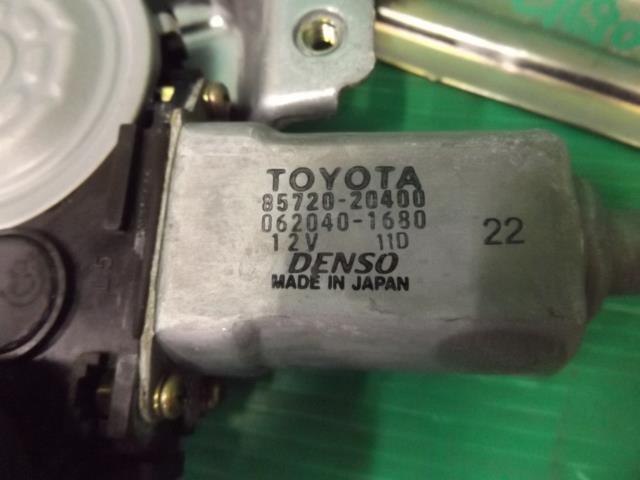 TOYOTA
85720-20400
062040-1680
12V 11D
22
DENSO
MADE IN JAPAN